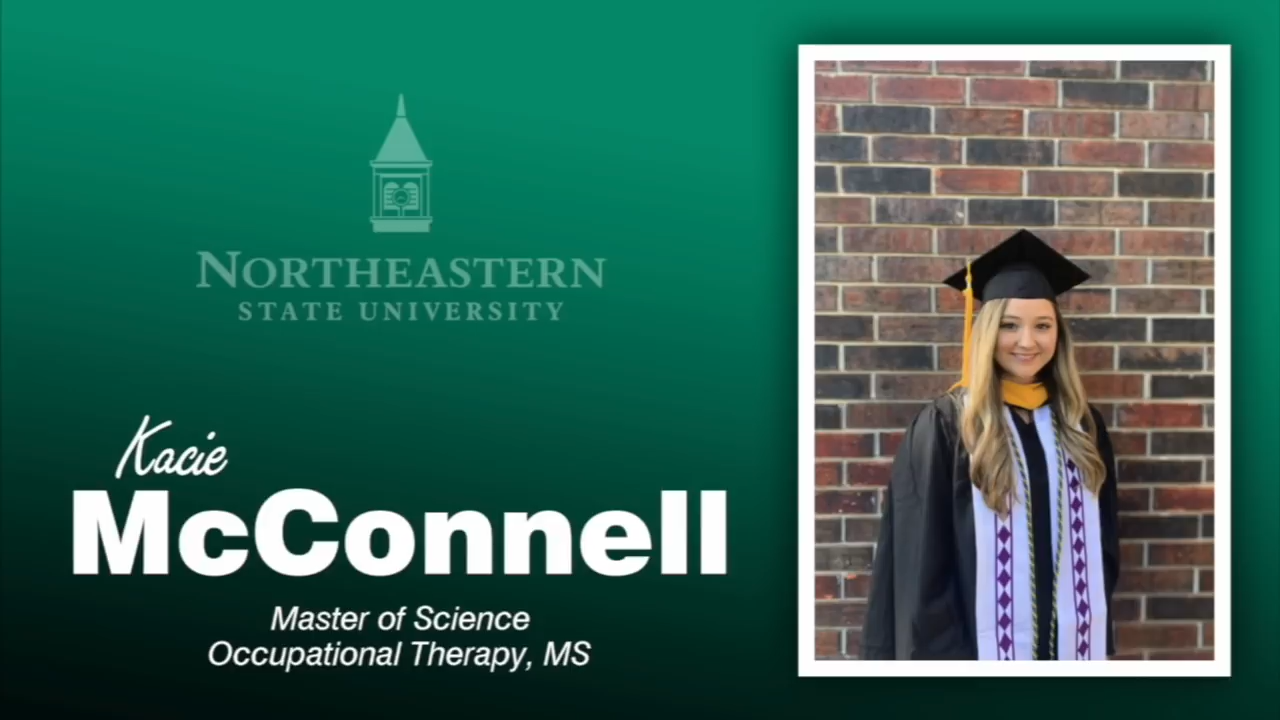 NORTHEASTERN
STATE UNIVERSITY
Kacie
McConnell
Master of Science
Occupational Therapy, MS